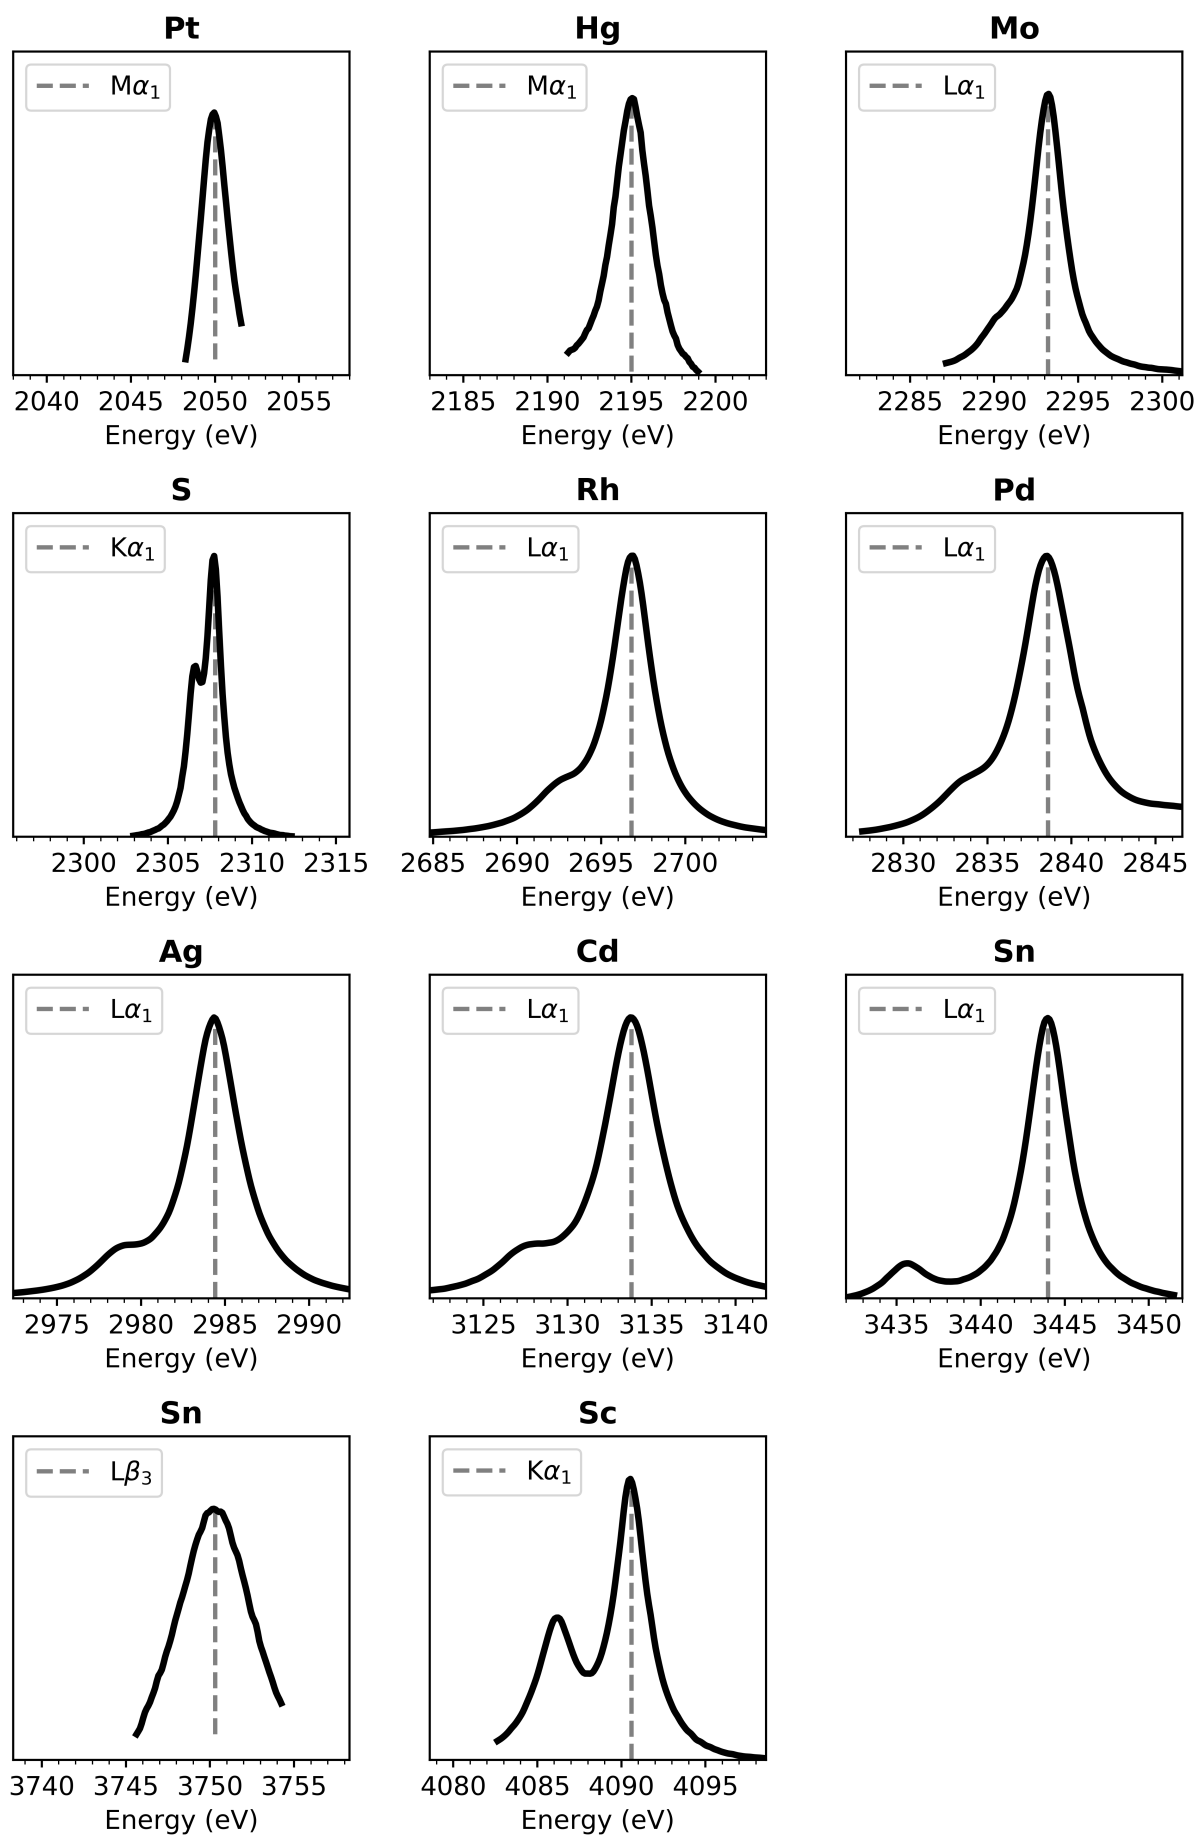 Pt Hg Mo
Mα₁ Mα₁ Lα₁
2040 2045 2050 2055 2185 2190 2195 2200 2285 2290 2295 2300
Energy (eV) Energy (eV) Energy (eV)
S Rh Pd
Kα₁ Lα₁ Lα₁
2300 2305 2310 2315 2685 2690 2695 2700 2830 2835 2840 2845
Energy (eV) Energy (eV) Energy (eV)
Ag Cd Sn
Lα₁ Lα₁ Lα₁
2975 2980 2985 2990 3125 3130 3135 3140 3435 3440 3445 3450
Energy (eV) Energy (eV) Energy (eV)
Sn Sc
Lβ₃ Kα₁
3740 3745 3750 3755 4080 4085 4090 4095
Energy (eV) Energy (eV)